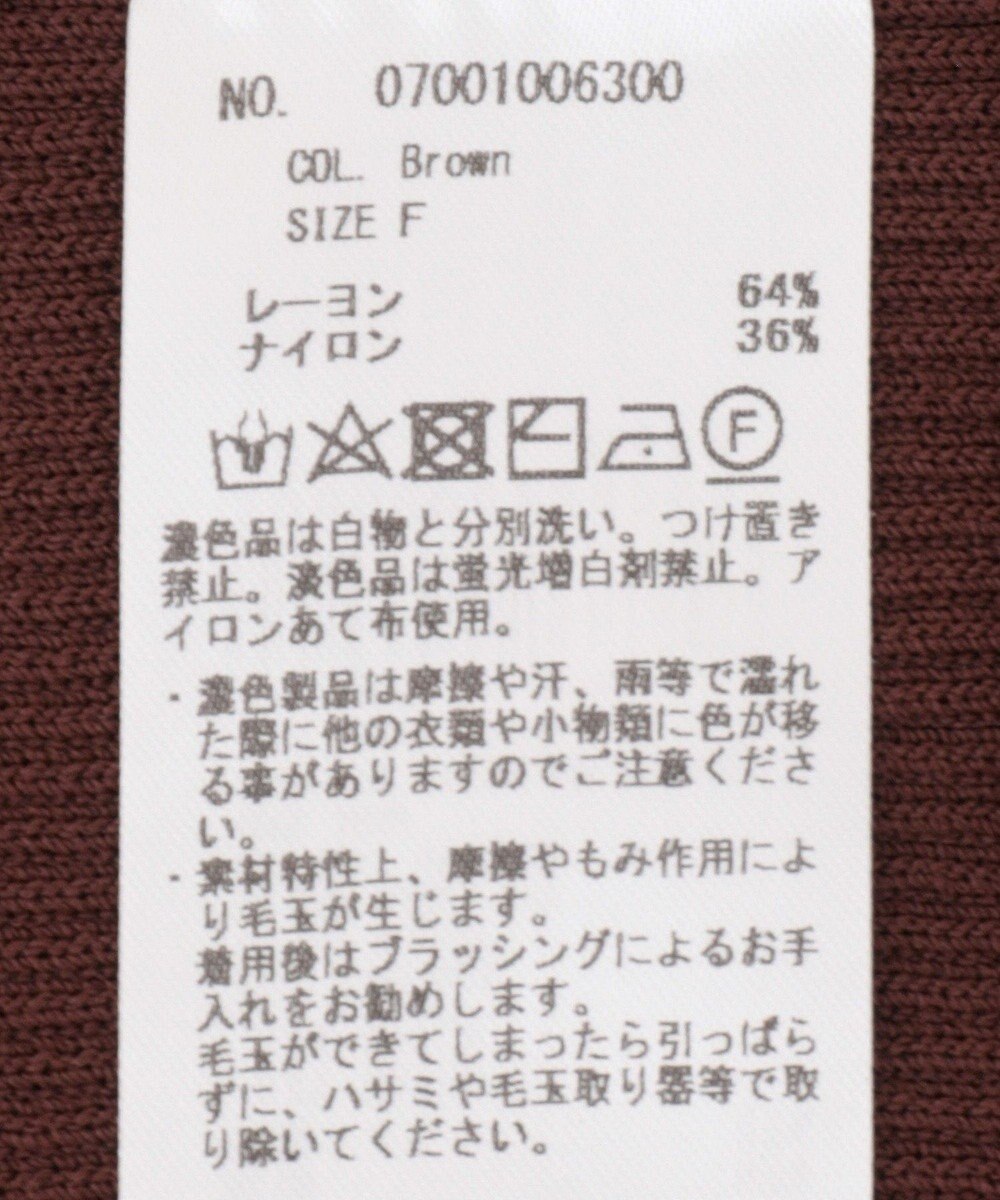 NO. 07001006300
COL. Brown
SIZE F
レーヨン 64%
ナイロン 36%
F
濃色品は白物と分別洗い。つけ置き
禁止。淡色品は蛍光増白剤禁止。ア
イロンあて布使用。
・濃色製品は摩擦や汗、雨等で濡れ
た際に他の衣類や小物類に色が移
る事がありますのでご注意くださ
い。
・素材特性上、摩擦やもみ作用によ
り毛玉が生じます。
着用後はブラッシングによるお手
入れをお勧めします。
毛玉ができてしまったら引っぱら
ずに、ハサミや毛玉取り器等で取
り除いてください。